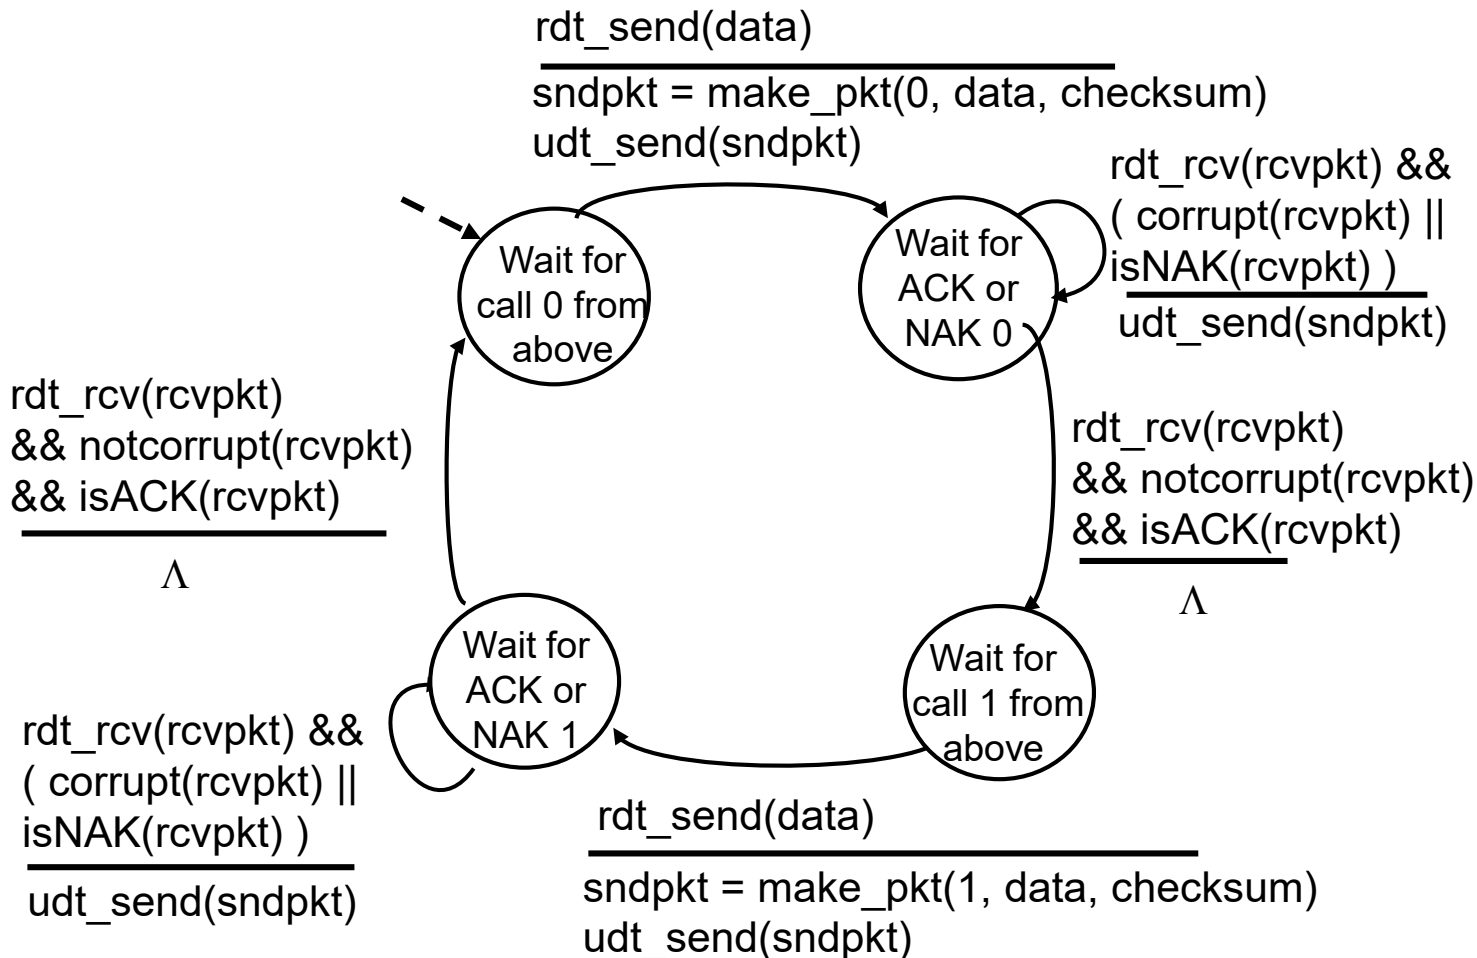 rdt_send(data)
sndpkt = make_pkt(0, data, checksum)
udt_send(sndpkt)
rdt_rcv(rcvpkt) &&
( corrupt(rcvpkt) ||
isNAK(rcvpkt) )
udt_send(sndpkt)
Wait for
call 0 from
above
Wait for
ACK or
NAK 0
rdt_rcv(rcvpkt)
&& notcorrupt(rcvpkt)
&& isACK(rcvpkt)
Λ
rdt_rcv(rcvpkt)
&& notcorrupt(rcvpkt)
&& isACK(rcvpkt)
Λ
Wait for
ACK or
NAK 1
Wait for
call 1 from
above
rdt_rcv(rcvpkt) &&
( corrupt(rcvpkt) ||
isNAK(rcvpkt) )
udt_send(sndpkt)
rdt_send(data)
sndpkt = make_pkt(1, data, checksum)
udt_send(sndpkt)